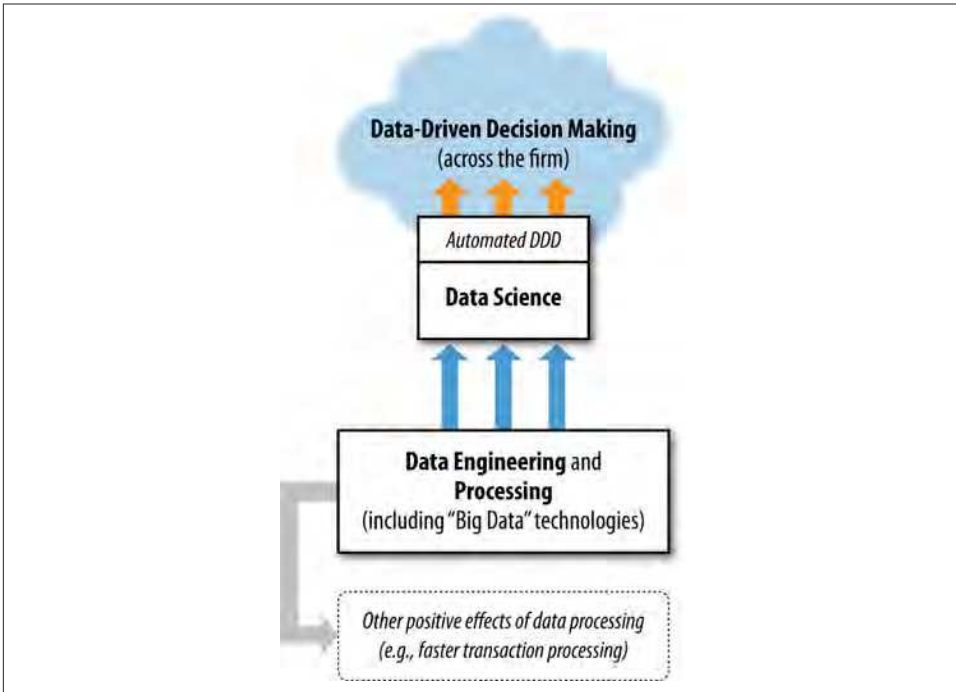 Data-Driven Decision Making
(across the firm)
Automated DDD
Data Science
Data Engineering and
Processing
(including “Big Data” technologies)
Other positive effects of data processing
(e.g., faster transaction processing)